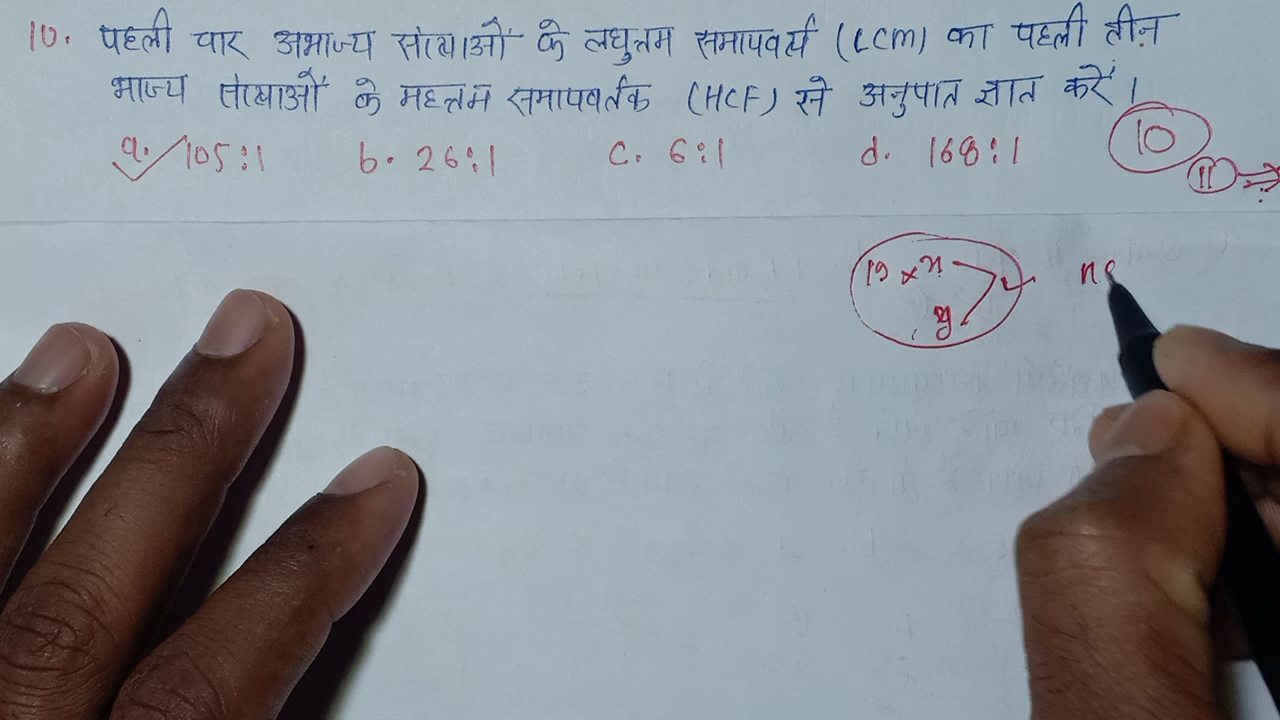 10. पहली चार अभाज्य संख्याओं के लघुत्तम समापवर्त्य (LCM) का पहली तीन
भाज्य संख्याओं के महत्तम समापवर्तक (HCF) से अनुपात ज्ञात करें।
a. 105:1 b. 26:1 c. 6:1 d. 168:1
10
11
19 × x
y